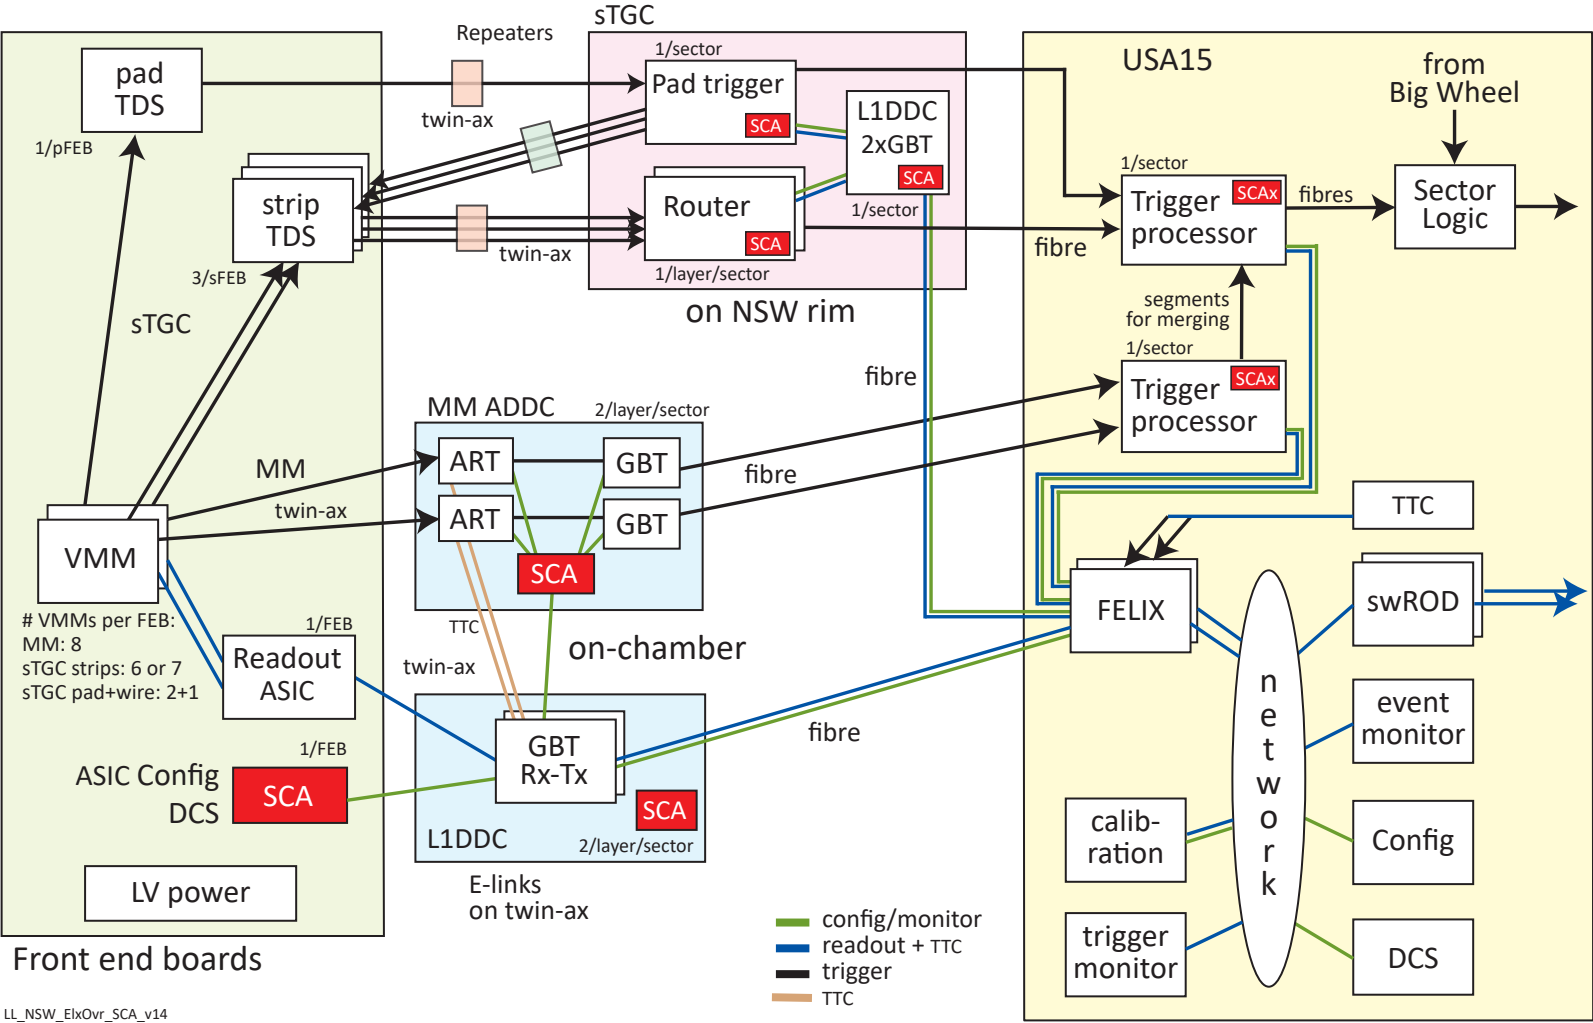 sTGC
Repeaters
1/sector
pad
TDS
Pad trigger
SCA
twin-ax
1/pFEB
L1DDC
2xGBT
SCA
1/sector
strip
TDS
3/sFEB
twin-ax
Router
SCA
1/layer/sector
on NSW rim
sTGC
USA15
from
Big Wheel
1/sector
Trigger
processor
SCAx
fibres
Sector
Logic
fibre
segments
for merging
1/sector
Trigger
processor
SCAx
fibre
MM ADDC
2/layer/sector
ART
GBT
ART
GBT
SCA
MM
twin-ax
fibre
VMM
# VMMs per FEB:
MM: 8
sTGC strips: 6 or 7
sTGC pad+wire: 2+1
1/FEB
Readout
ASIC
TTC
twin-ax
on-chamber
1/FEB
ASIC Config
DCS
SCA
GBT
Rx-Tx
SCA
L1DDC
2/layer/sector
fibre
LV power
E-links
on twin-ax
Front end boards
TTC
FELIX
swROD
network
event
monitor
calib-
ration
Config
trigger
monitor
DCS
config/monitor
readout + TTC
trigger
TTC
LL_NSW_ElxOvr_SCA_v14